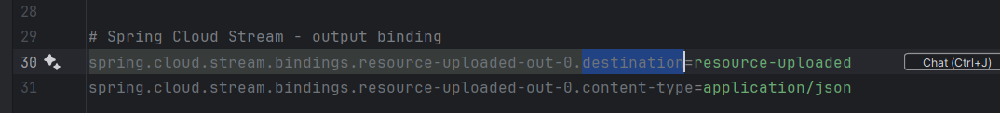 28
29 # Spring Cloud Stream - output binding
30 spring.cloud.stream.bindings.resource-uploaded-out-0.destination=resource-uploaded Chat (Ctrl+J)
31 spring.cloud.stream.bindings.resource-uploaded-out-0.content-type=application/json